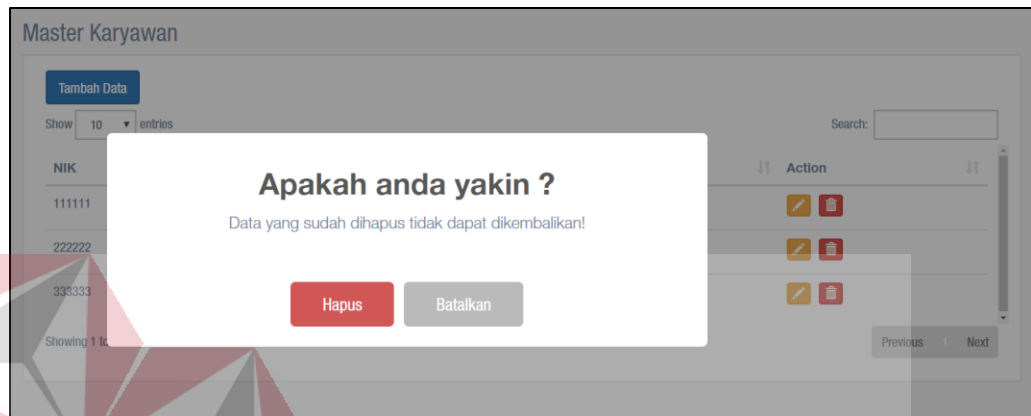 Master Karyawan
Tambah Data
Show 10 entries
Search:
NIK
Action
Apakah anda yakin ?
111111
Data yang sudah dihapus tidak dapat dikembalikan!
222222
333333
Hapus Batalkan
Showing 1 to
Previous 1 Next